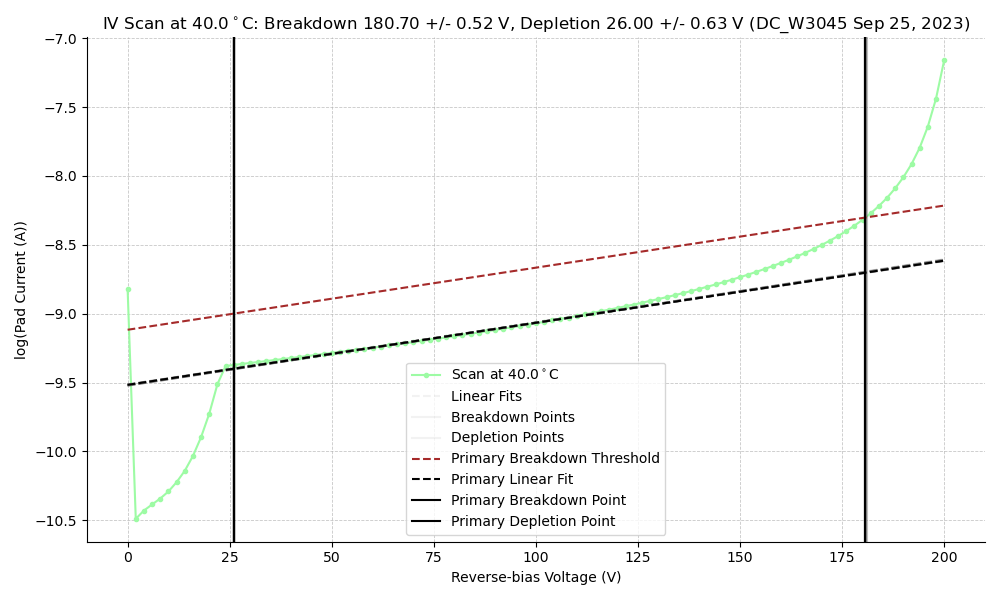 IV Scan at 40.0°C: Breakdown 180.70 +/- 0.52 V, Depletion 26.00 +/- 0.63 V (DC_W3045 Sep 25, 2023)
log(Pad Current (A))
−7.0
−7.5
−8.0
−8.5
−9.0
−9.5
−10.0
−10.5
Scan at 40.0°C
Linear Fits
Breakdown Points
Depletion Points
Primary Breakdown Threshold
Primary Linear Fit
Primary Breakdown Point
Primary Depletion Point
0 25 50 75 100 125 150 175 200
Reverse-bias Voltage (V)